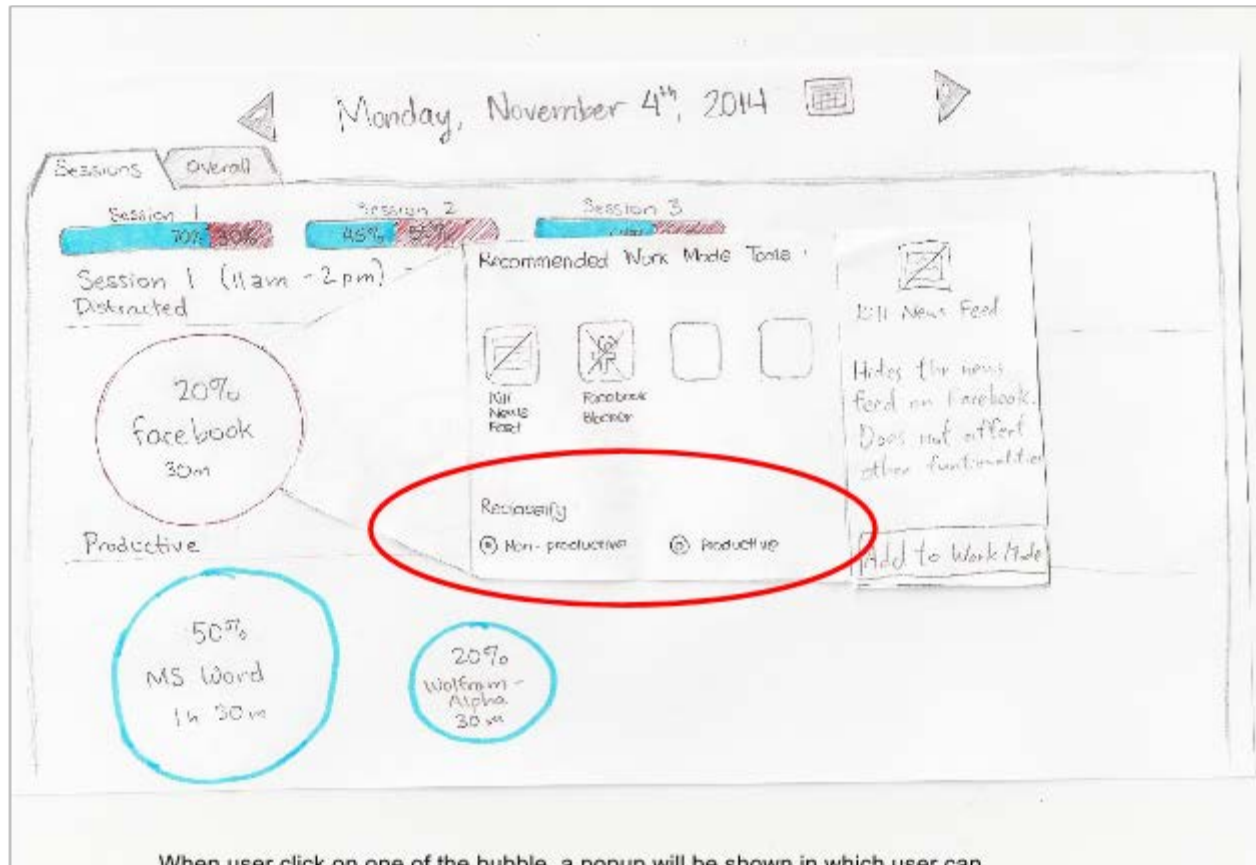 Monday, November 4th, 2014
Sessions
Overall
Session 1
Session 2
Session 3
70% 30%
45% 55%
Session 1 (11am - 2pm)
Distracted
20%
facebook
30m
Productive
50%
MS Word
1h 30m
20%
Wolfram-
Alpha
30m
Recommended Work Mode Tools
Kill
News
Feed
Facebook
Blocker
Reclassify
Non-productive
Productive
Kill News Feed
Hides the news
feed on Facebook.
Does not affect
other
Add to Work Mode
When user click on one of the bubble, a popup will be shown in which user can